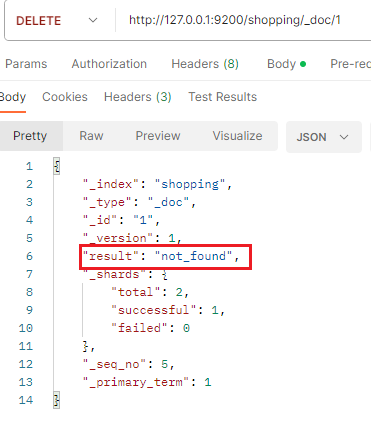 DELETE http://127.0.0.1:9200/shopping/_doc/1
Params Authorization Headers (8) Body Pre-req
Body Cookies Headers (3) Test Results
Pretty Raw Preview Visualize JSON
1 {
2 "_index": "shopping",
3 "_type": "_doc",
4 "_id": "1",
5 "_version": 1,
6 "result": "not_found",
7 "_shards": {
8 "total": 2,
9 "successful": 1,
10 "failed": 0
11 },
12 "_seq_no": 5,
13 "_primary_term": 1
14 }